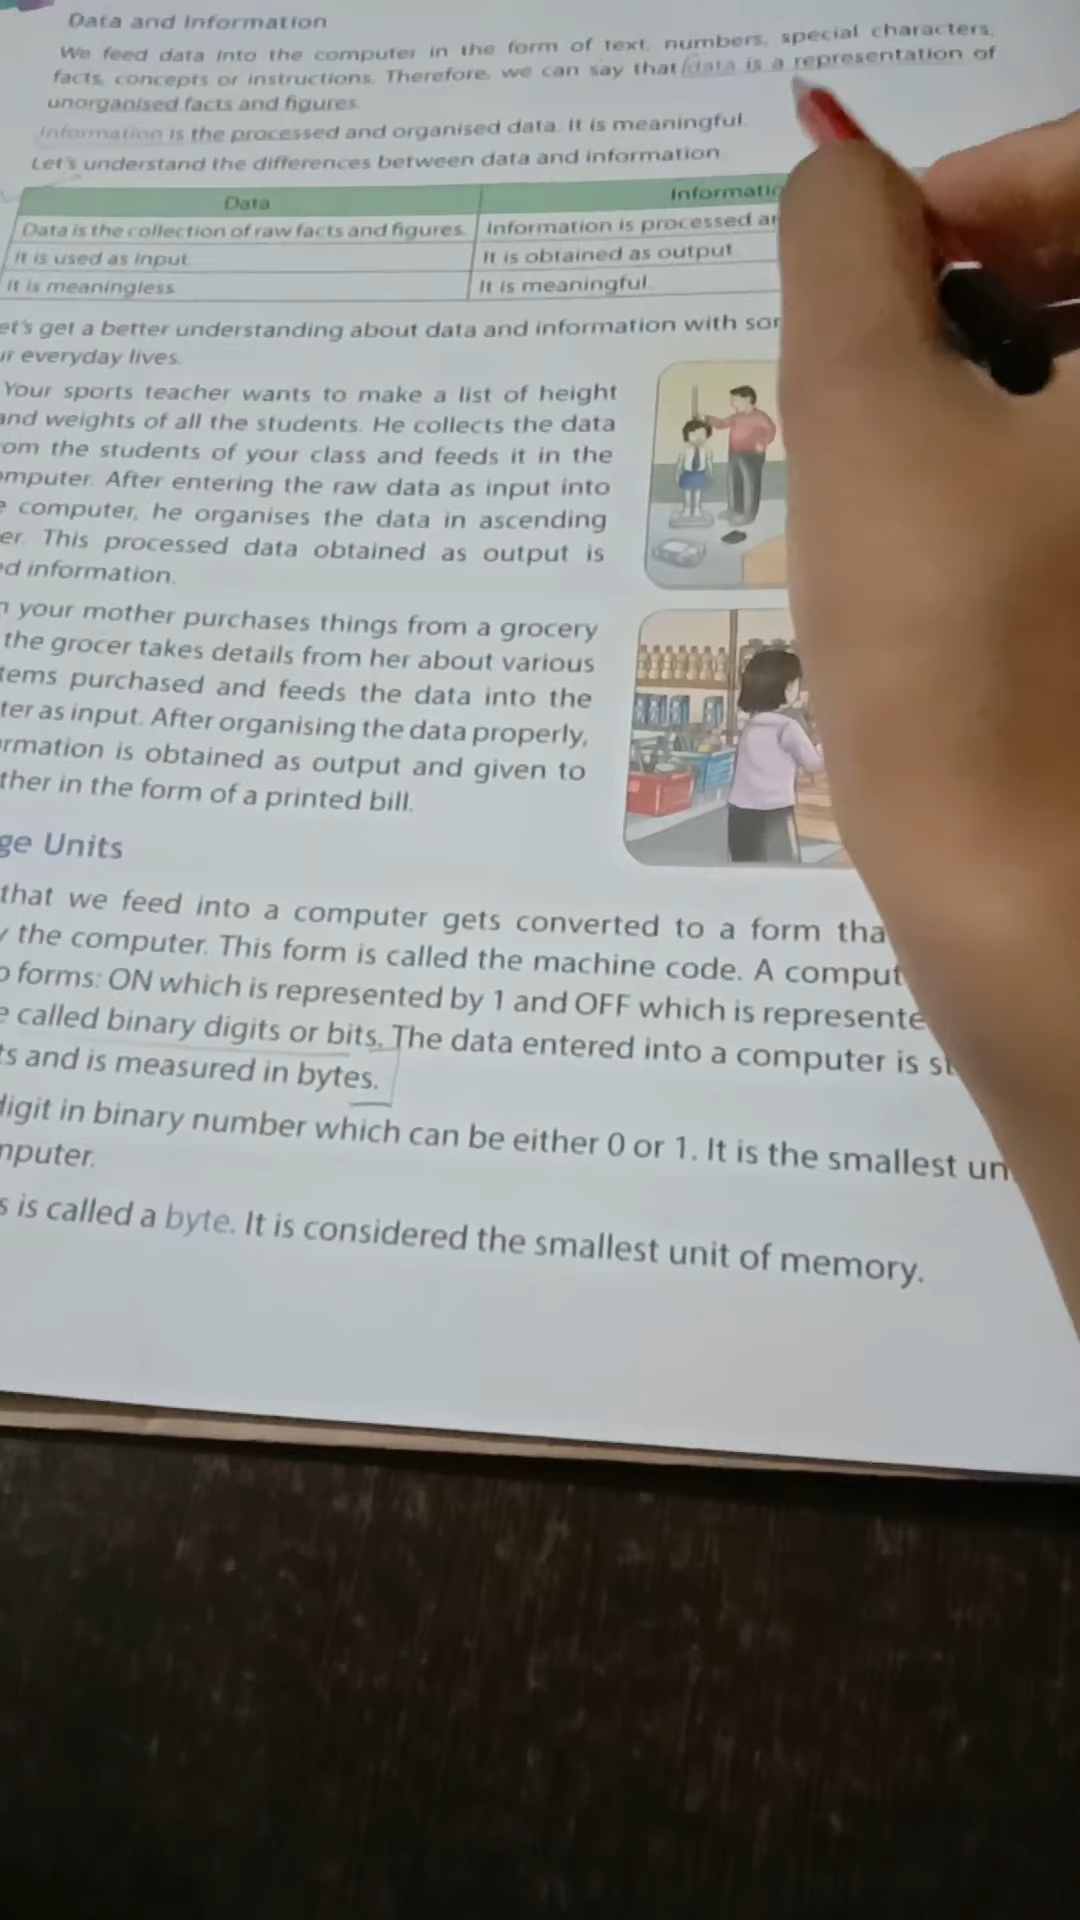 Data and Information
We feed data into the computer in the form of text, numbers, special characters,
facts, concepts or instructions. Therefore, we can say that data is a representation of
unorganised facts and figures.
Information is the processed and organised data. It is meaningful.
Let's understand the differences between data and information.
Data Informatio
Data is the collection of raw facts and figures. Information is processed an
It is used as input. It is obtained as output.
It is meaningless. It is meaningful.
et's get a better understanding about data and information with som
ur everyday lives.
Your sports teacher wants to make a list of height
and weights of all the students. He collects the data
om the students of your class and feeds it in the
omputer. After entering the raw data as input into
e computer, he organises the data in ascending
er. This processed data obtained as output is
ed information.
n your mother purchases things from a grocery
the grocer takes details from her about various
tems purchased and feeds the data into the
ter as input. After organising the data properly,
ormation is obtained as output and given to
ther in the form of a printed bill.
ge Units
that we feed into a computer gets converted to a form tha
y the computer. This form is called the machine code. A comput
o forms: ON which is represented by 1 and OFF which is represente
e called binary digits or bits. The data entered into a computer is st
ts and is measured in bytes.
digit in binary number which can be either 0 or 1. It is the smallest un
mputer.
s is called a byte. It is considered the smallest unit of memory.